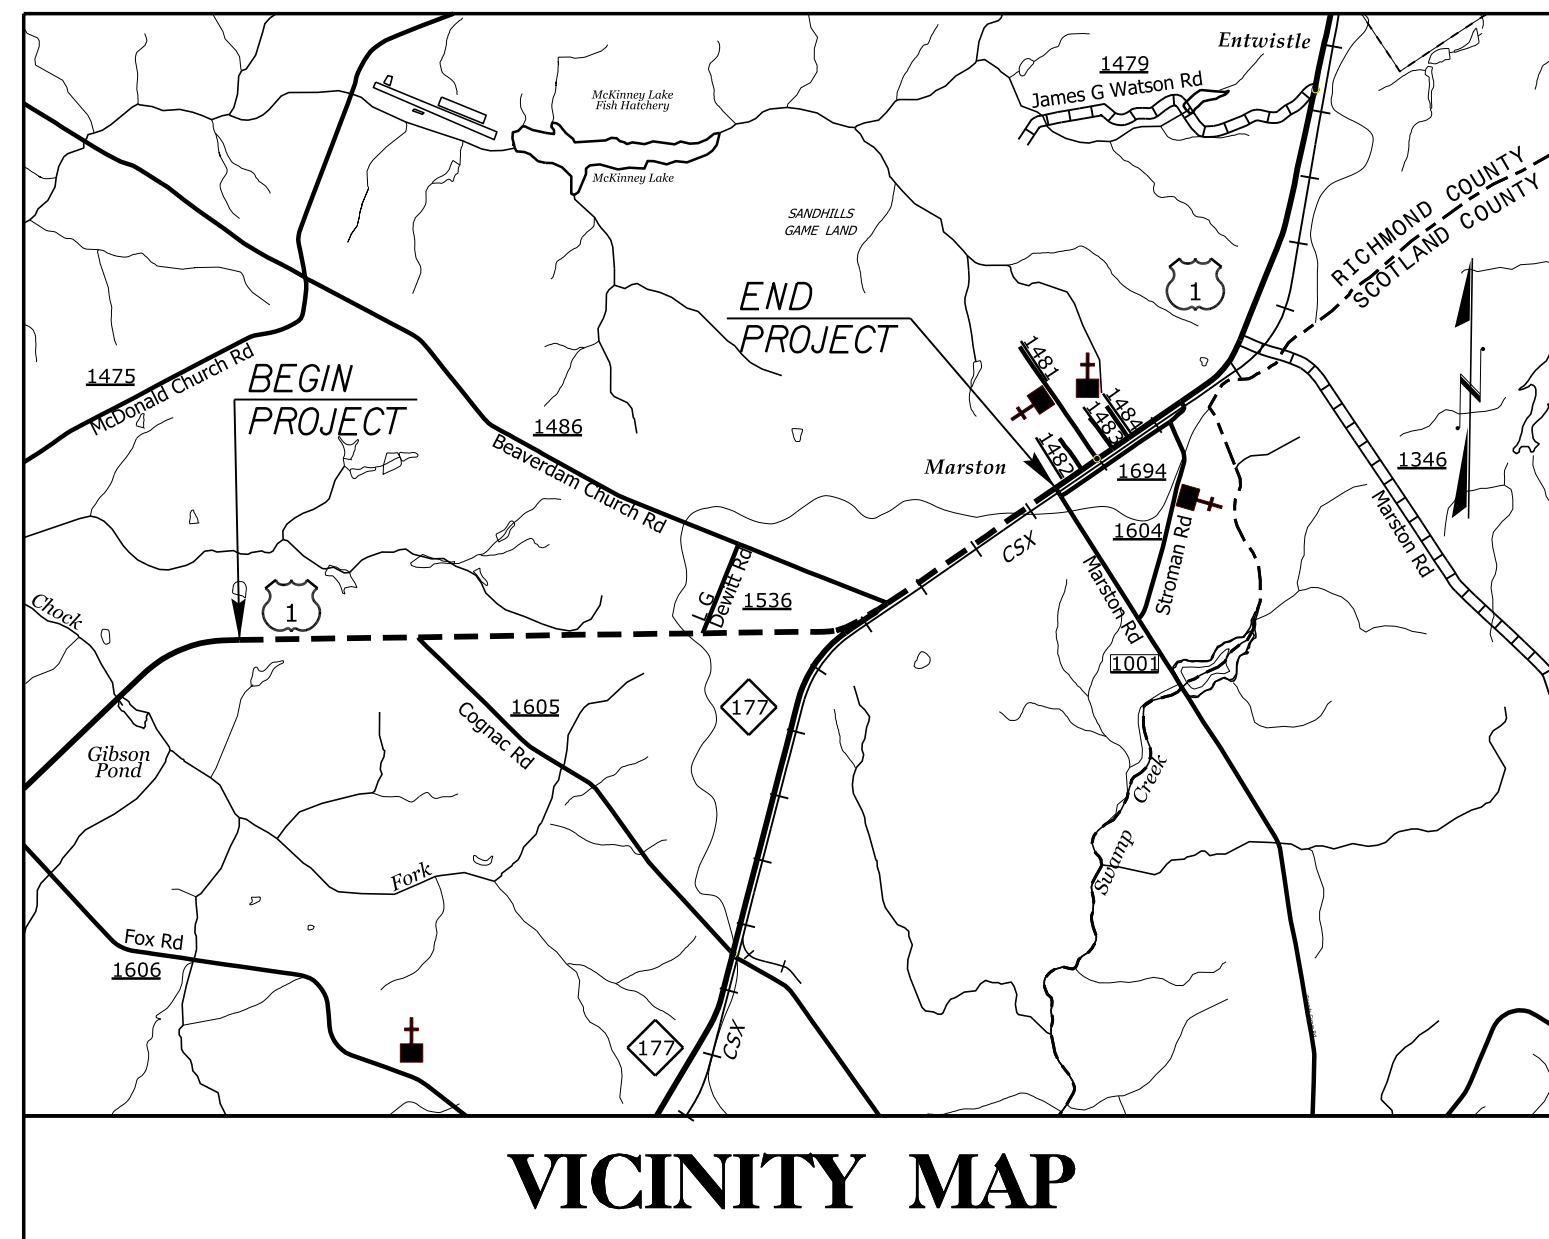 Entwistle
1479
James G Watson Rd
McKinney Lake
Fish Hatchery
McKinney Lake
SANDHILLS
GAME LAND
RICHMOND COUNTY
SCOTLAND COUNTY
1
END
PROJECT
1475
McDonald Church Rd
BEGIN
PROJECT
1481
1484
1483
1482
1486
Beaverdam Church Rd
Marston
1694
1346
Marston Rd
1604
Stroman Rd
CSX
Marston Rd
L G
Dewitt Rd
1536
1
Chock
1001
1605
Cognac Rd
177
Gibson
Pond
Creek
Swamp
Fork
Fox Rd
1606
177
CSX
VICINITY MAP